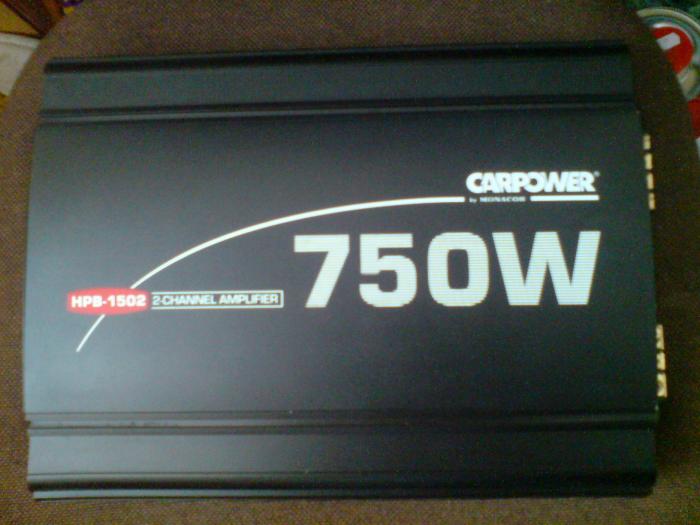 CARPOWER®
by MONACOR
750W
HPB-1502 2-CHANNEL AMPLIFIER